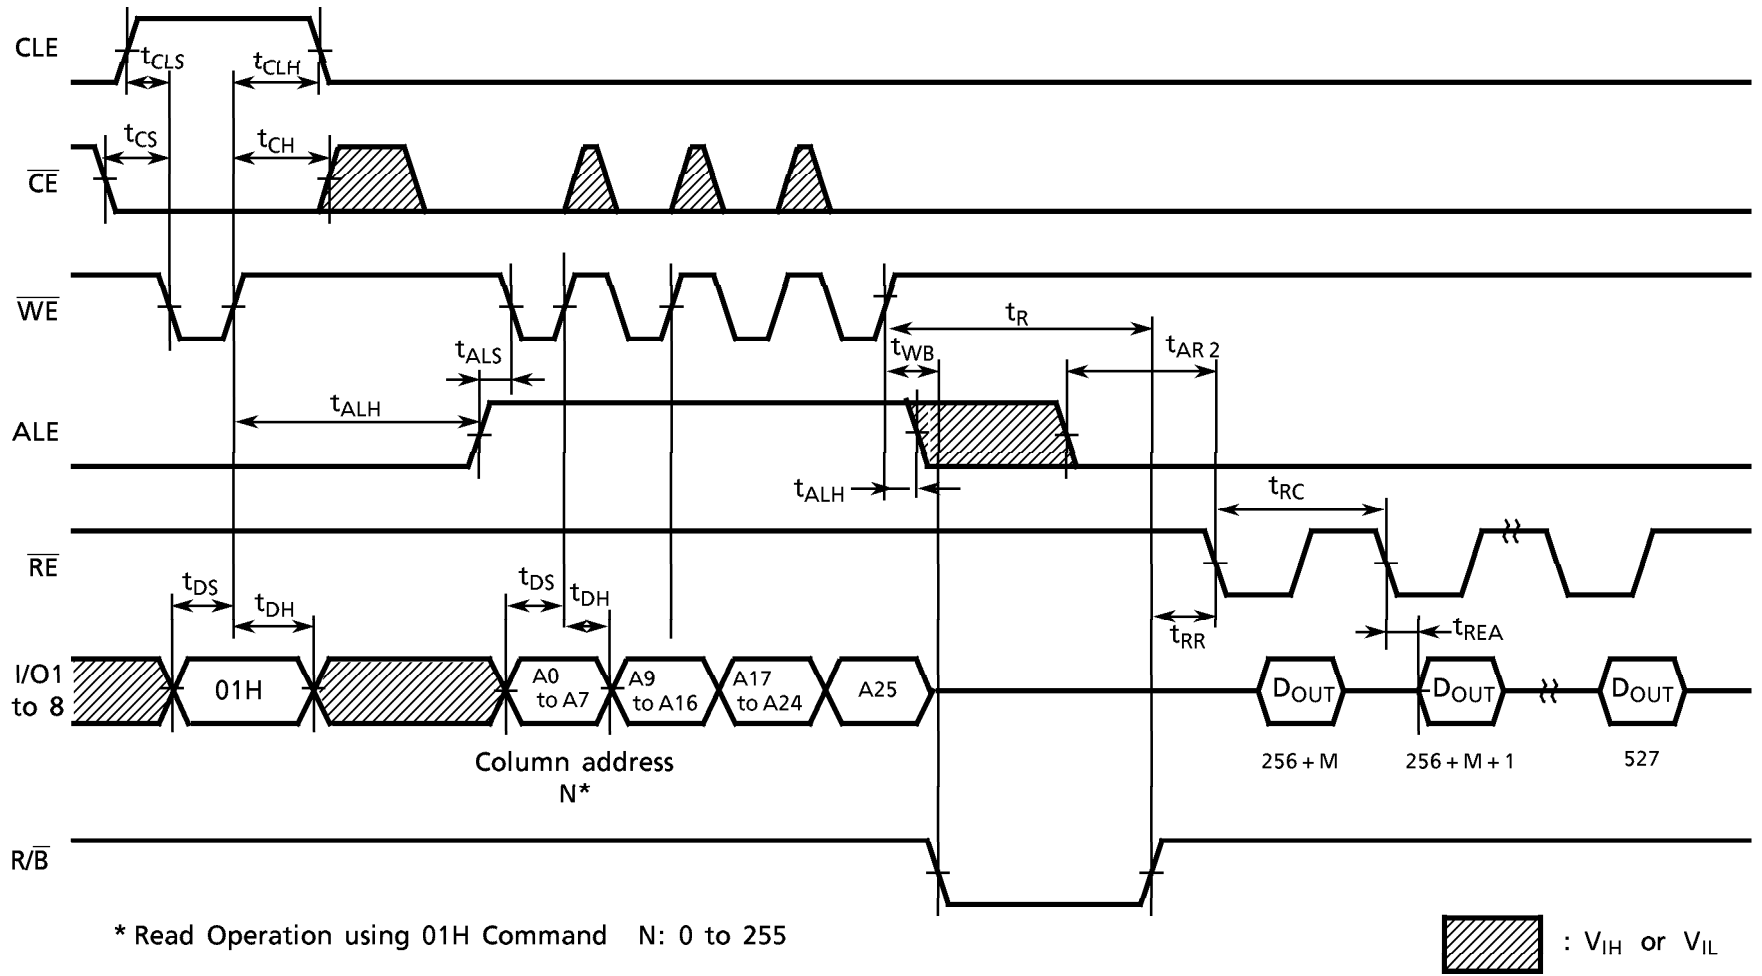 CLE
tCLS
tCLH
CE
tCS
tCH
WE
tR
tALS
tWB
tAR 2
ALE
tALH
tALH
tRC
RE
tDS
tDH
tDS
tDH
tRR
tREA
I/O1
to 8
01H
A0
to A7
A9
to A16
A17
to A24
A25
DOUT
DOUT
DOUT
Column address
N*
256 + M
256 + M + 1
527
R/B
* Read Operation using 01H Command N: 0 to 255
: VIH or VIL